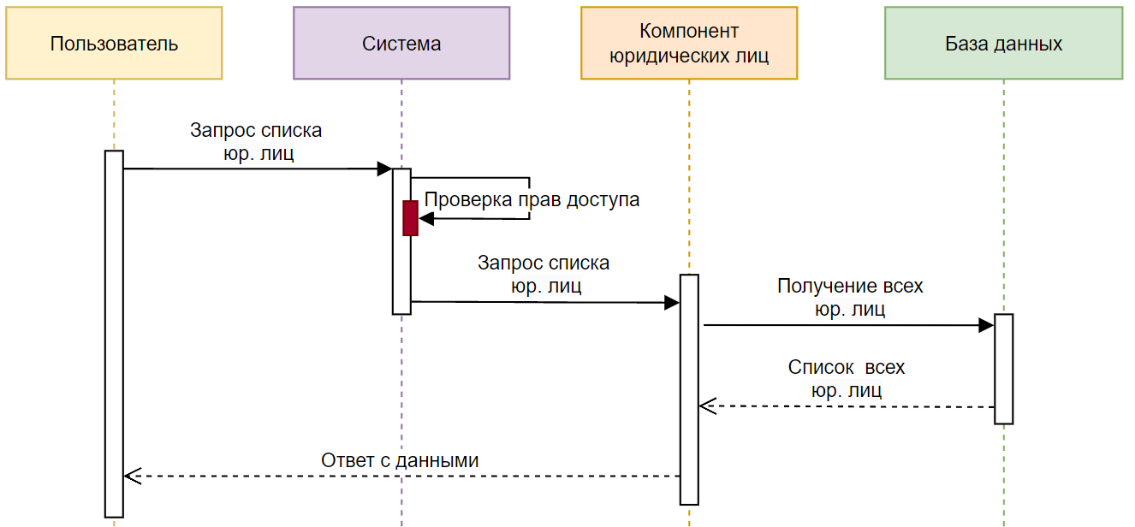 Пользователь
Система
Компонент
юридических лиц
База данных
Запрос списка
юр. лиц
Проверка прав доступа
Запрос списка
юр. лиц
Получение всех
юр. лиц
Список всех
юр. лиц
Ответ с данными